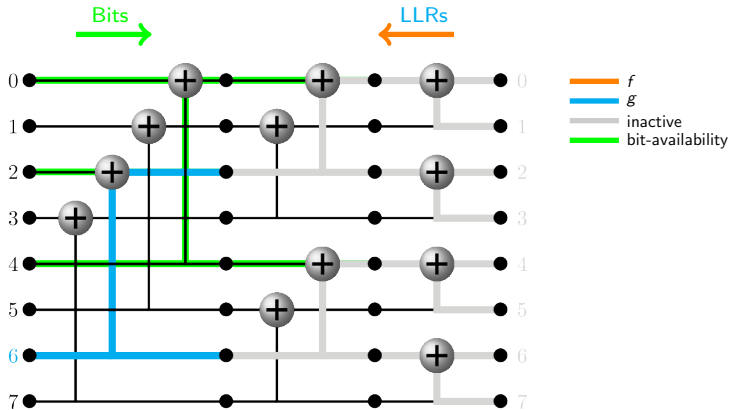 Bits LLRs
0 0 f
g
1 1 inactive
bit-availability
2 2
3 3
4 4
5 5
6 6
7 7